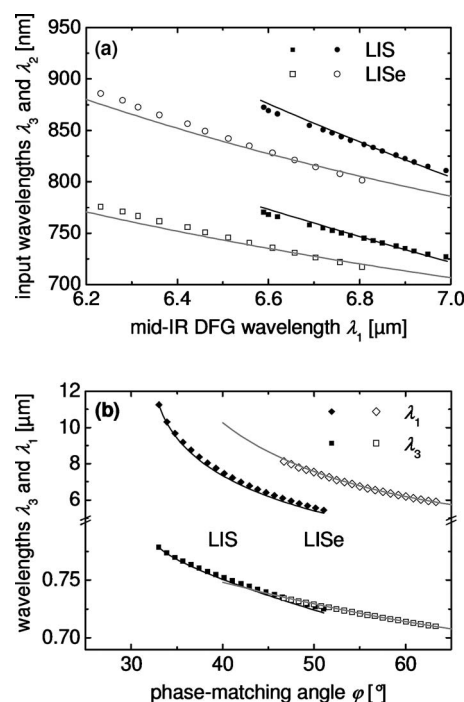 (a)
LIS
LISe
input wavelengths λ₃ and λ₂ [nm]
950
900
850
800
750
700
6.2
6.4
6.6
6.8
7.0
mid-IR DFG wavelength λ₁ [µm]
(b)
λ₁
λ₃
wavelengths λ₃ and λ₁ [µm]
12
10
8
6
0.75
0.70
LIS
LISe
30
40
50
60
phase-matching angle φ [°]